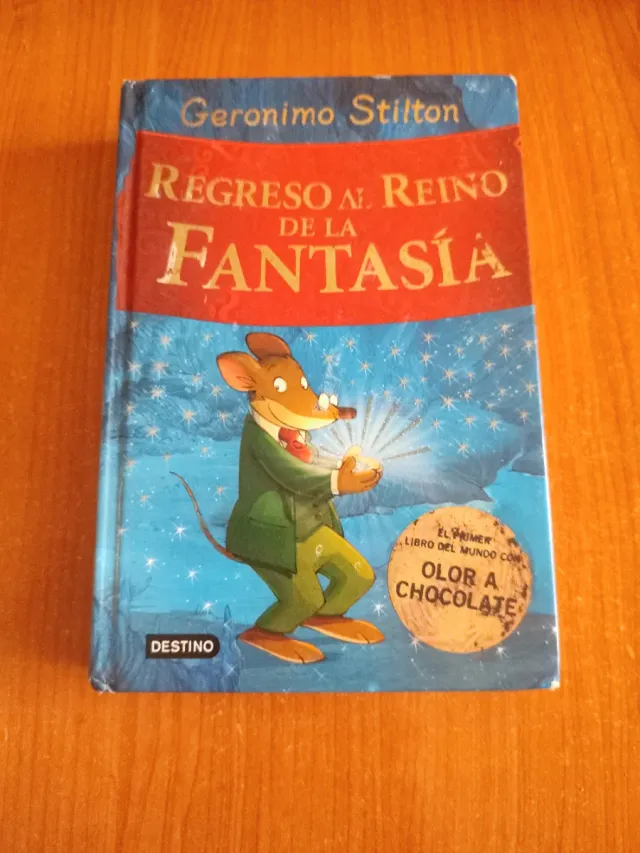 Geronimo Stilton
REGRESO AL REINO
DE LA
FANTASÍA
EL PRIMER
LIBRO DEL MUNDO CON
OLOR A
CHOCOLATE
DESTINO